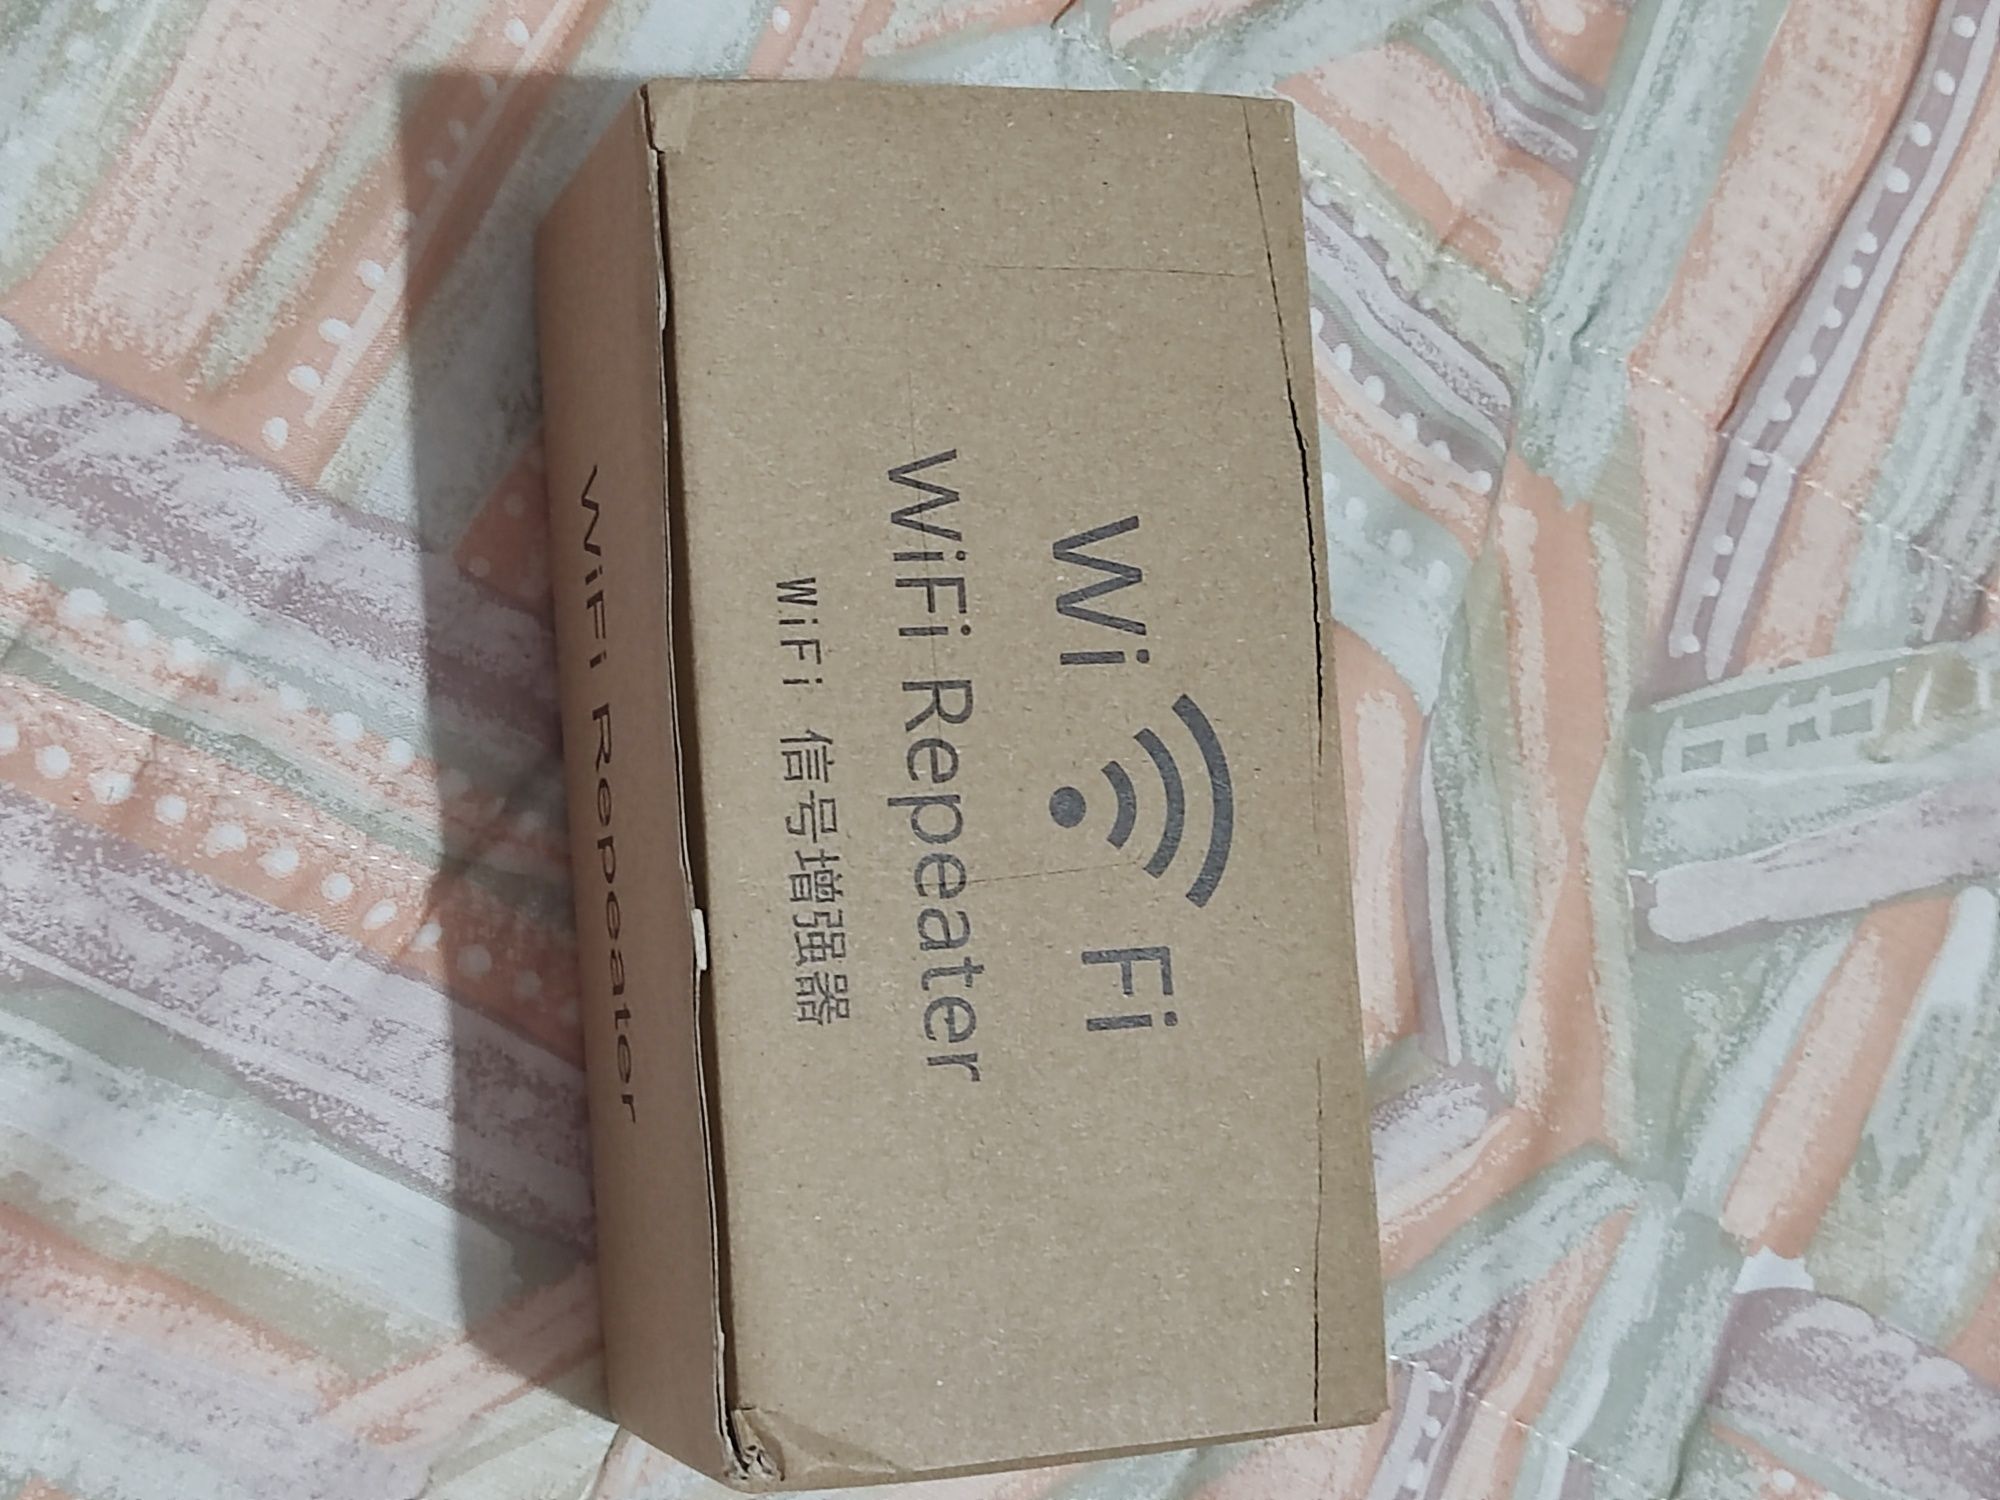 Wi Fi
WiFi Repeater
WiFi 信号增强器
WiFi Repeater